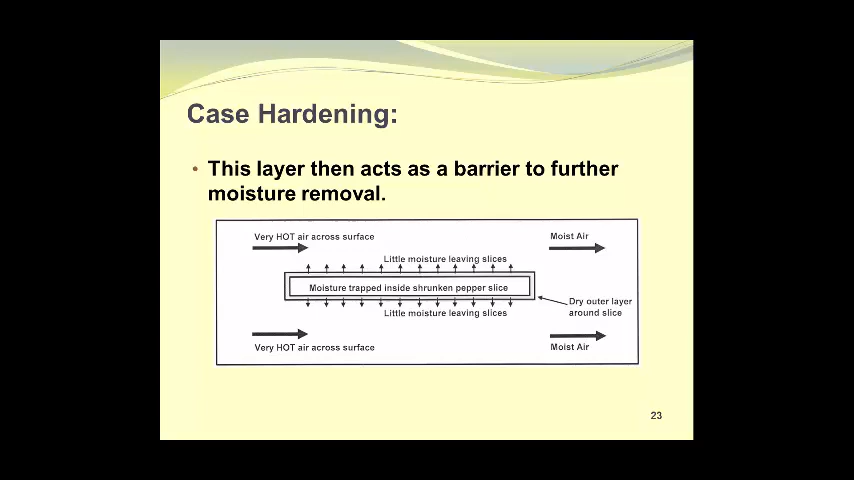 Case Hardening:
• This layer then acts as a barrier to further
moisture removal.
Very HOT air across surface
Moist Air
Little moisture leaving slices
Moisture trapped inside shrunken pepper slice
Dry outer layer
around slice
Little moisture leaving slices
Very HOT air across surface
Moist Air
23